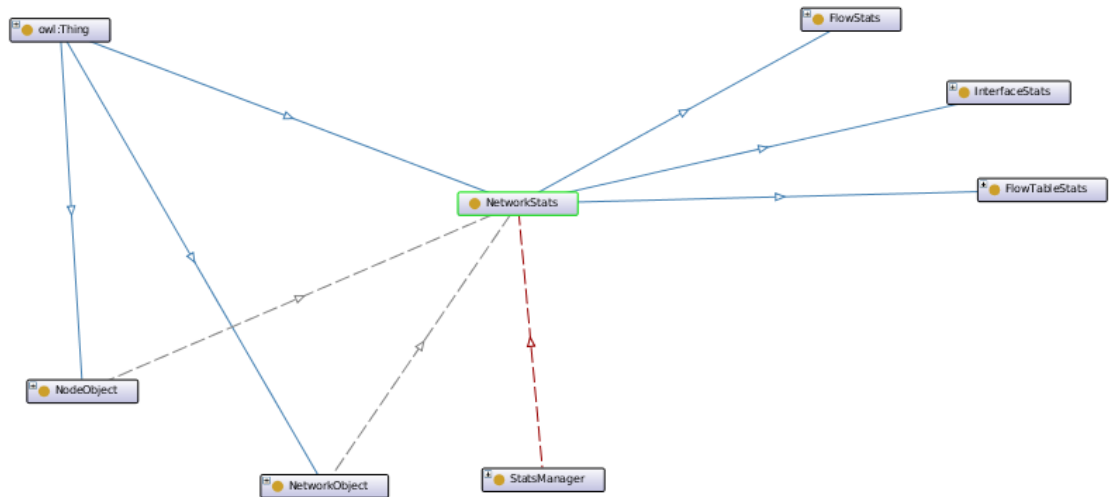 owl:Thing
FlowStats
InterfaceStats
FlowTableStats
NetworkStats
NodeObject
NetworkObject
StatsManager